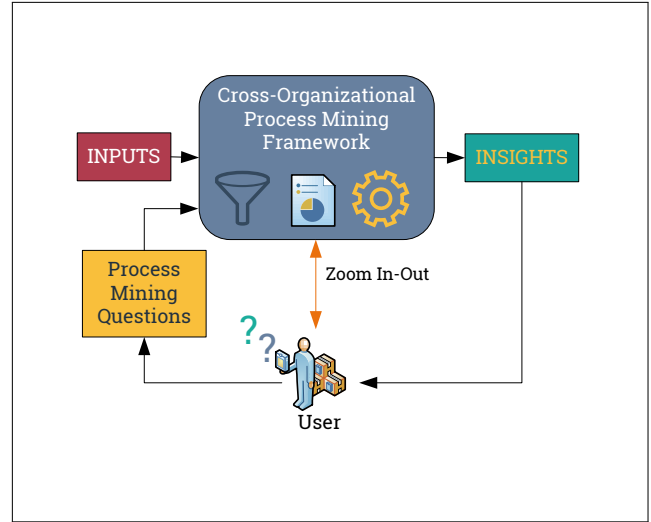 Cross-Organizational
Process Mining
Framework
INPUTS
INSIGHTS
Process
Mining
Questions
Zoom In-Out
? ?
User